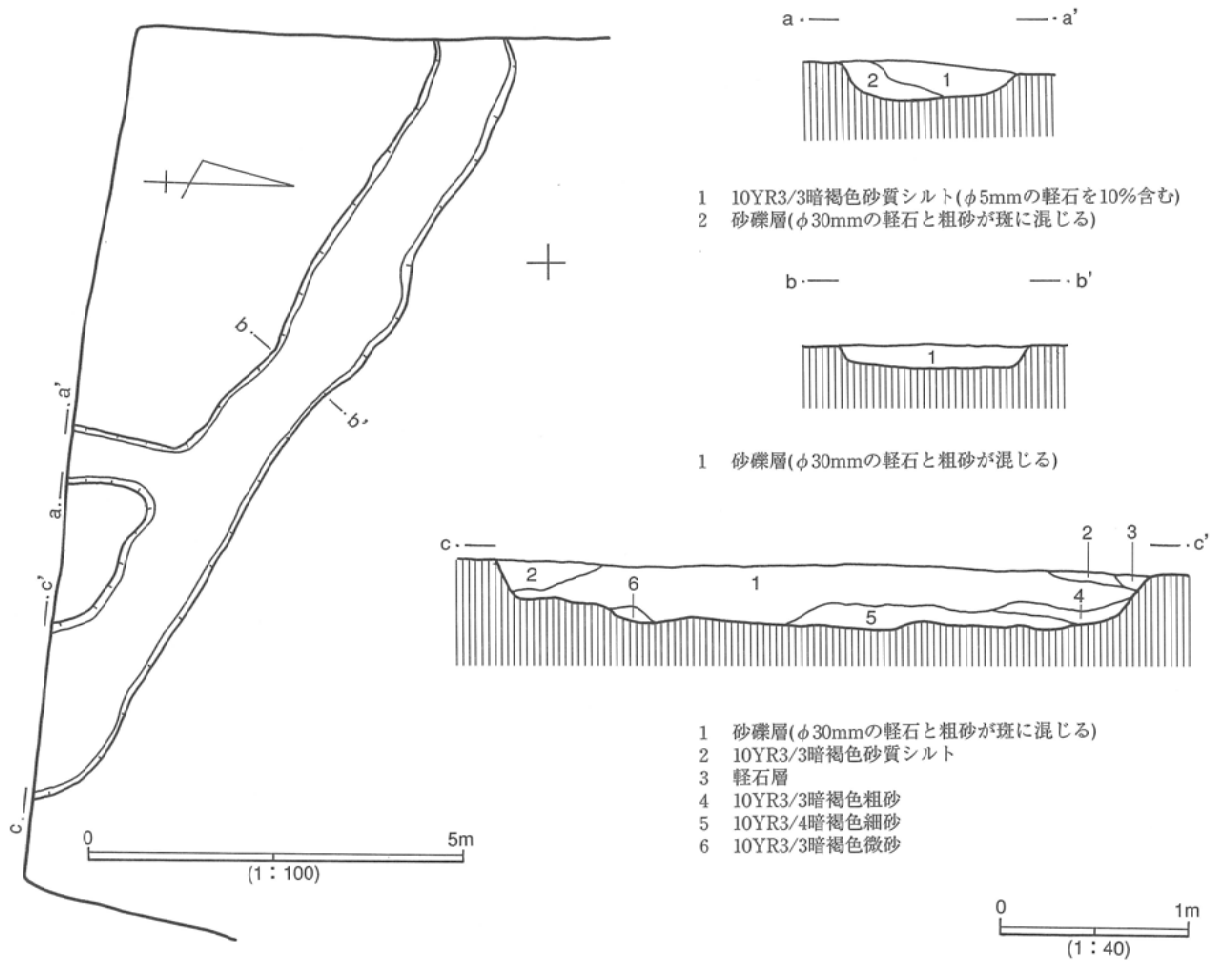 a a'
1 10YR3/3暗褐色砂質シルト(φ5mmの軽石を10%含む)
2 砂礫層(φ30mmの軽石と粗砂が斑に混じる)
2 1
b b'
1
1 砂礫層(φ30mmの軽石と粗砂が混じる)
c c'
2 6 1 5 4 2 3
1 砂礫層(φ30mmの軽石と粗砂が斑に混じる)
2 10YR3/3暗褐色砂質シルト
3 軽石層
4 10YR3/3暗褐色粗砂
5 10YR3/4暗褐色細砂
6 10YR3/3暗褐色微砂
b
b'
a'
a
c'
c
0 5m
(1：100)
0 1m
(1：40)